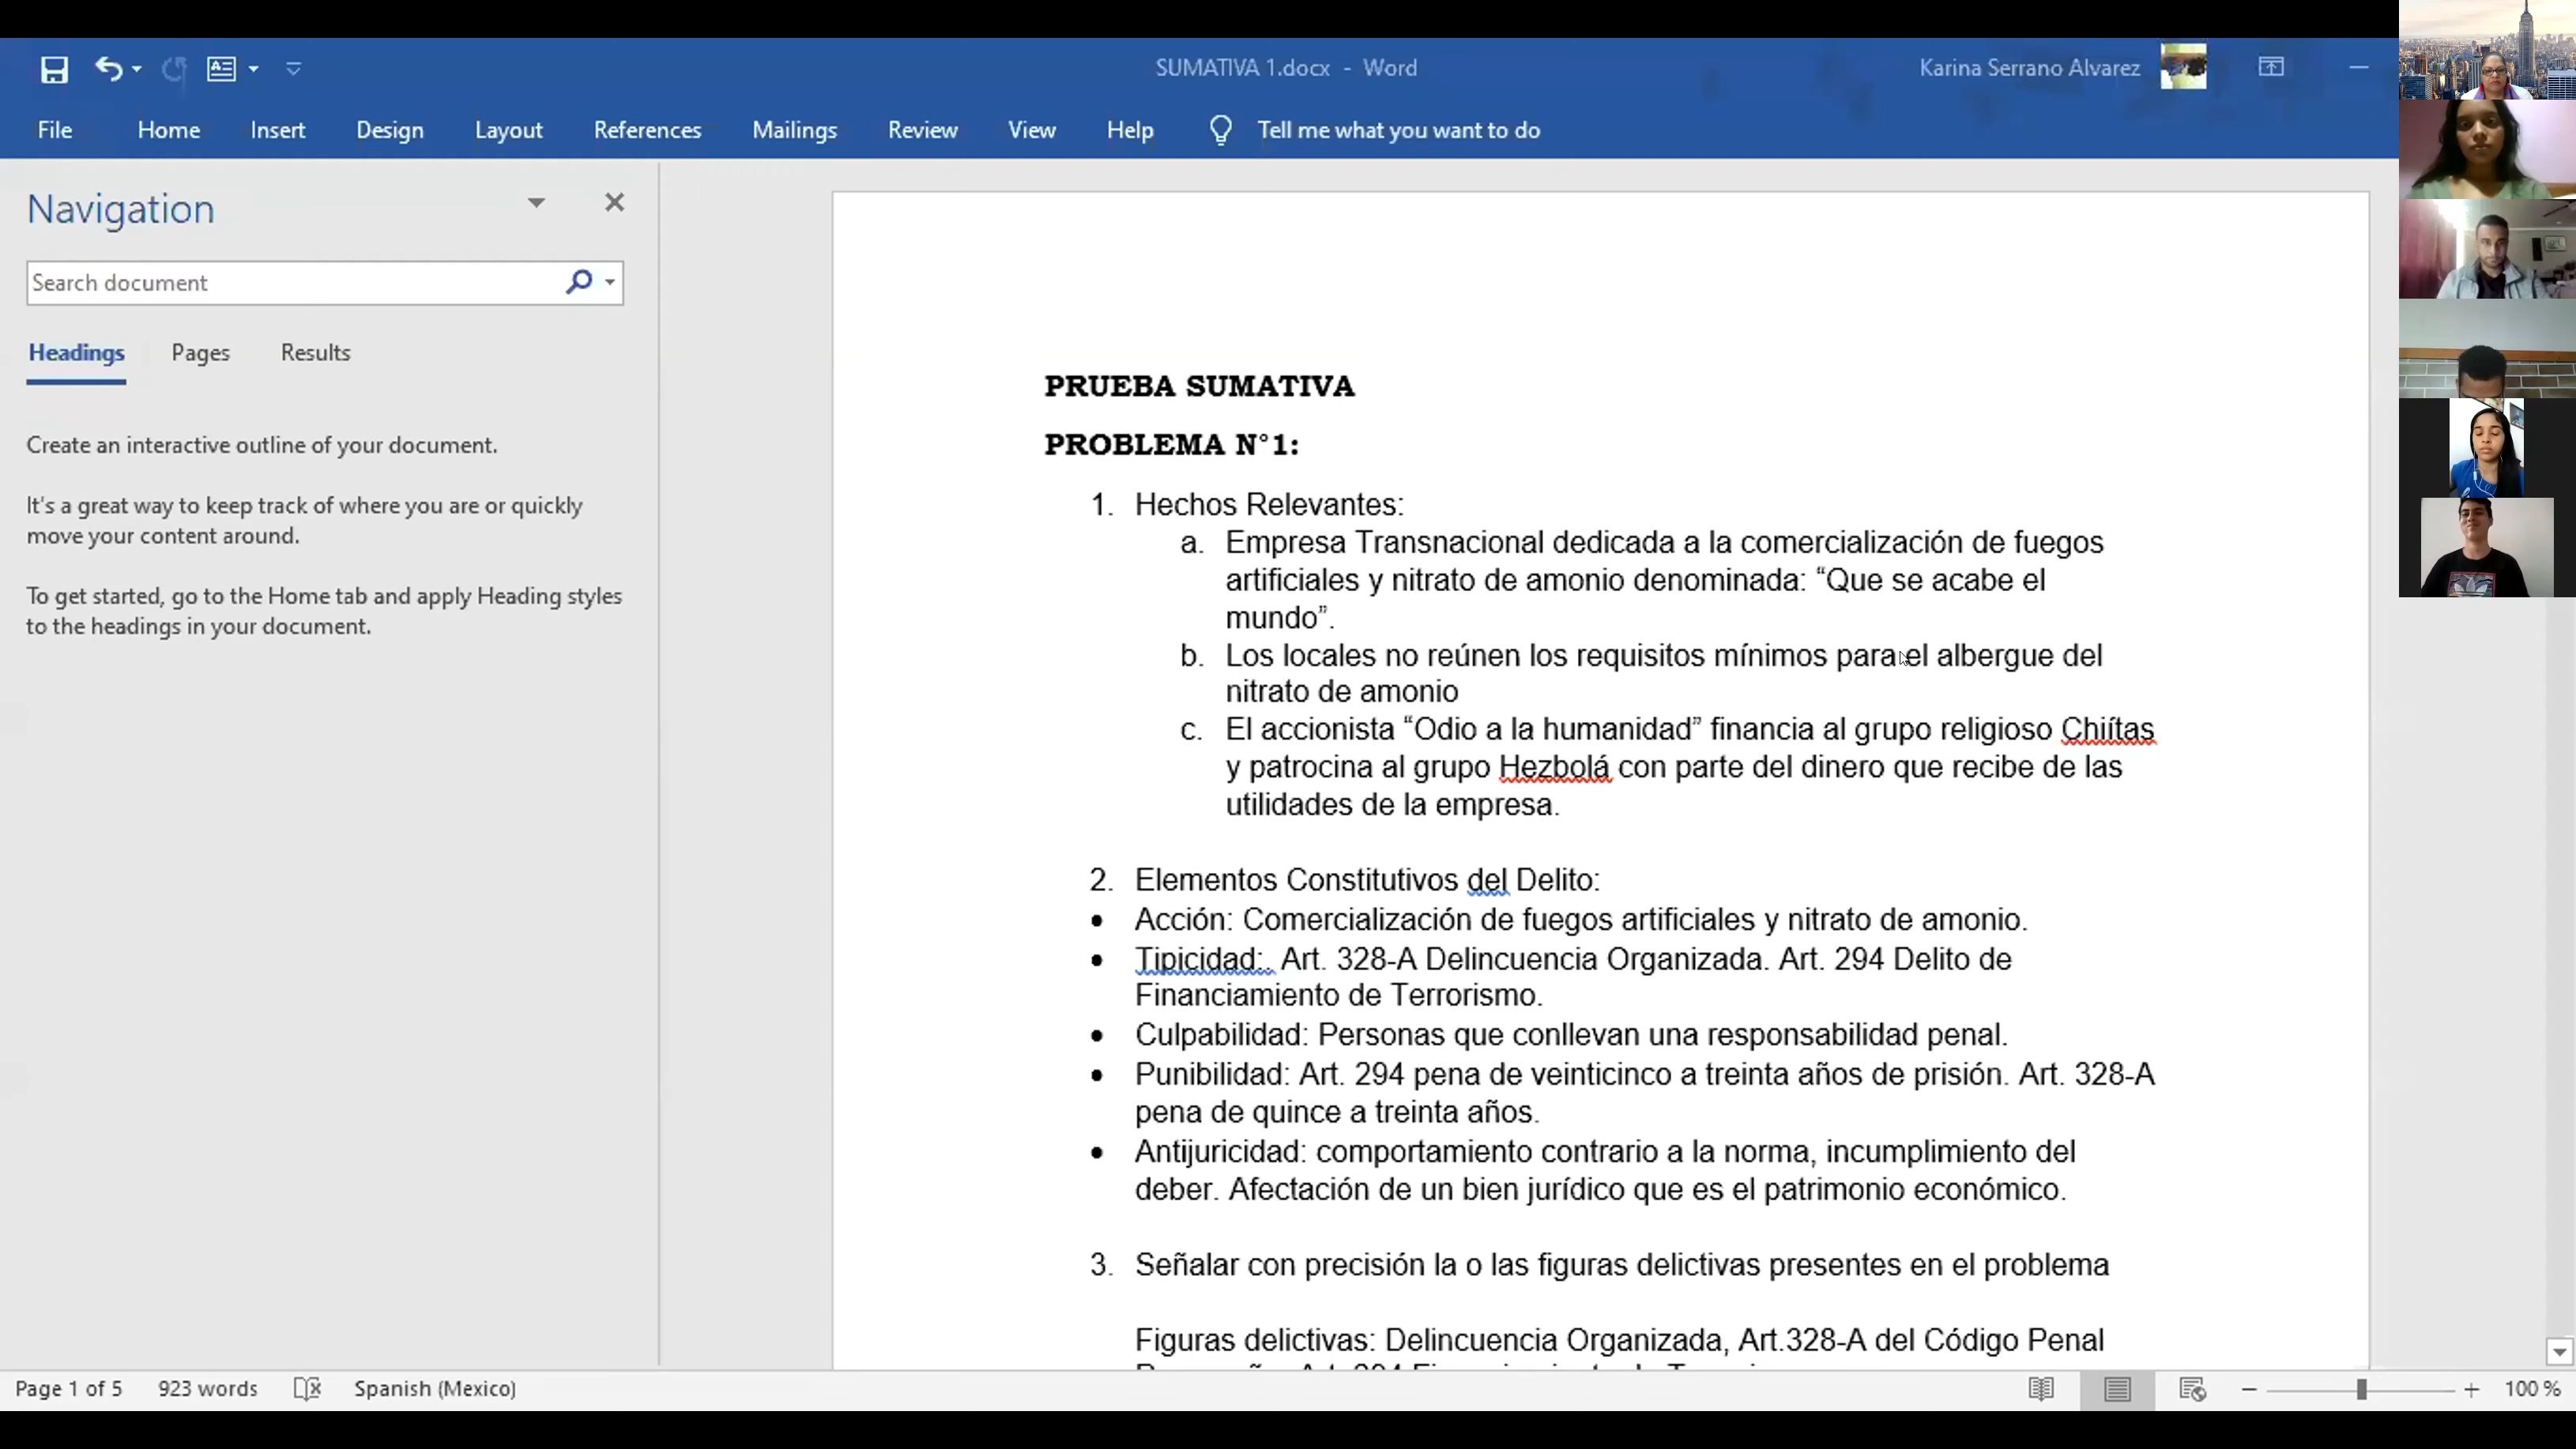 SUMATIVA 1.docx - Word
Karina Serrano Alvarez
File Home Insert Design Layout References Mailings Review View Help Tell me what you want to do
Navigation
Search document
Headings Pages Results
Create an interactive outline of your document.
It's a great way to keep track of where you are or quickly
move your content around.
To get started, go to the Home tab and apply Heading styles
to the headings in your document.
PRUEBA SUMATIVA
PROBLEMA N°1:
1. Hechos Relevantes:
a. Empresa Transnacional dedicada a la comercialización de fuegos
artificiales y nitrato de amonio denominada: “Que se acabe el
mundo”.
b. Los locales no reúnen los requisitos mínimos para el albergue del
nitrato de amonio
c. El accionista “Odio a la humanidad” financia al grupo religioso Chiítas
y patrocina al grupo Hezbolá con parte del dinero que recibe de las
utilidades de la empresa.
2. Elementos Constitutivos del Delito:
• Acción: Comercialización de fuegos artificiales y nitrato de amonio.
• Tipicidad:. Art. 328-A Delincuencia Organizada. Art. 294 Delito de
Financiamiento de Terrorismo.
• Culpabilidad: Personas que conllevan una responsabilidad penal.
• Punibilidad: Art. 294 pena de veinticinco a treinta años de prisión. Art. 328-A
pena de quince a treinta años.
• Antijuricidad: comportamiento contrario a la norma, incumplimiento del
deber. Afectación de un bien jurídico que es el patrimonio económico.
3. Señalar con precisión la o las figuras delictivas presentes en el problema
Figuras delictivas: Delincuencia Organizada, Art.328-A del Código Penal
Page 1 of 5 923 words Spanish (Mexico) 100 %